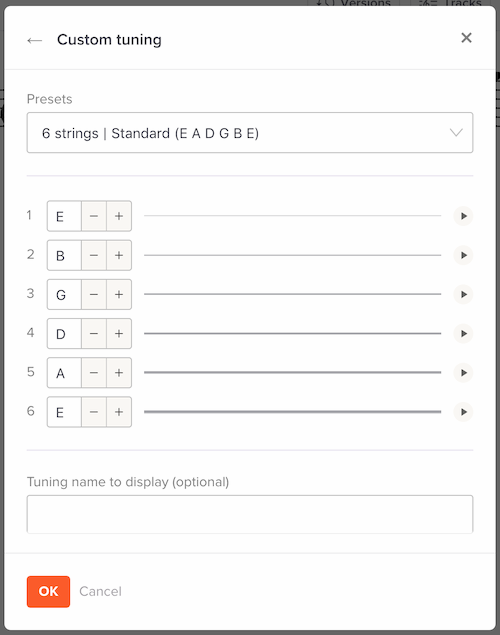 Versions Tracks
← Custom tuning ×
Presets
6 strings | Standard (E A D G B E)
1 E − +
2 B − +
3 G − +
4 D − +
5 A − +
6 E − +
Tuning name to display (optional)
OK Cancel